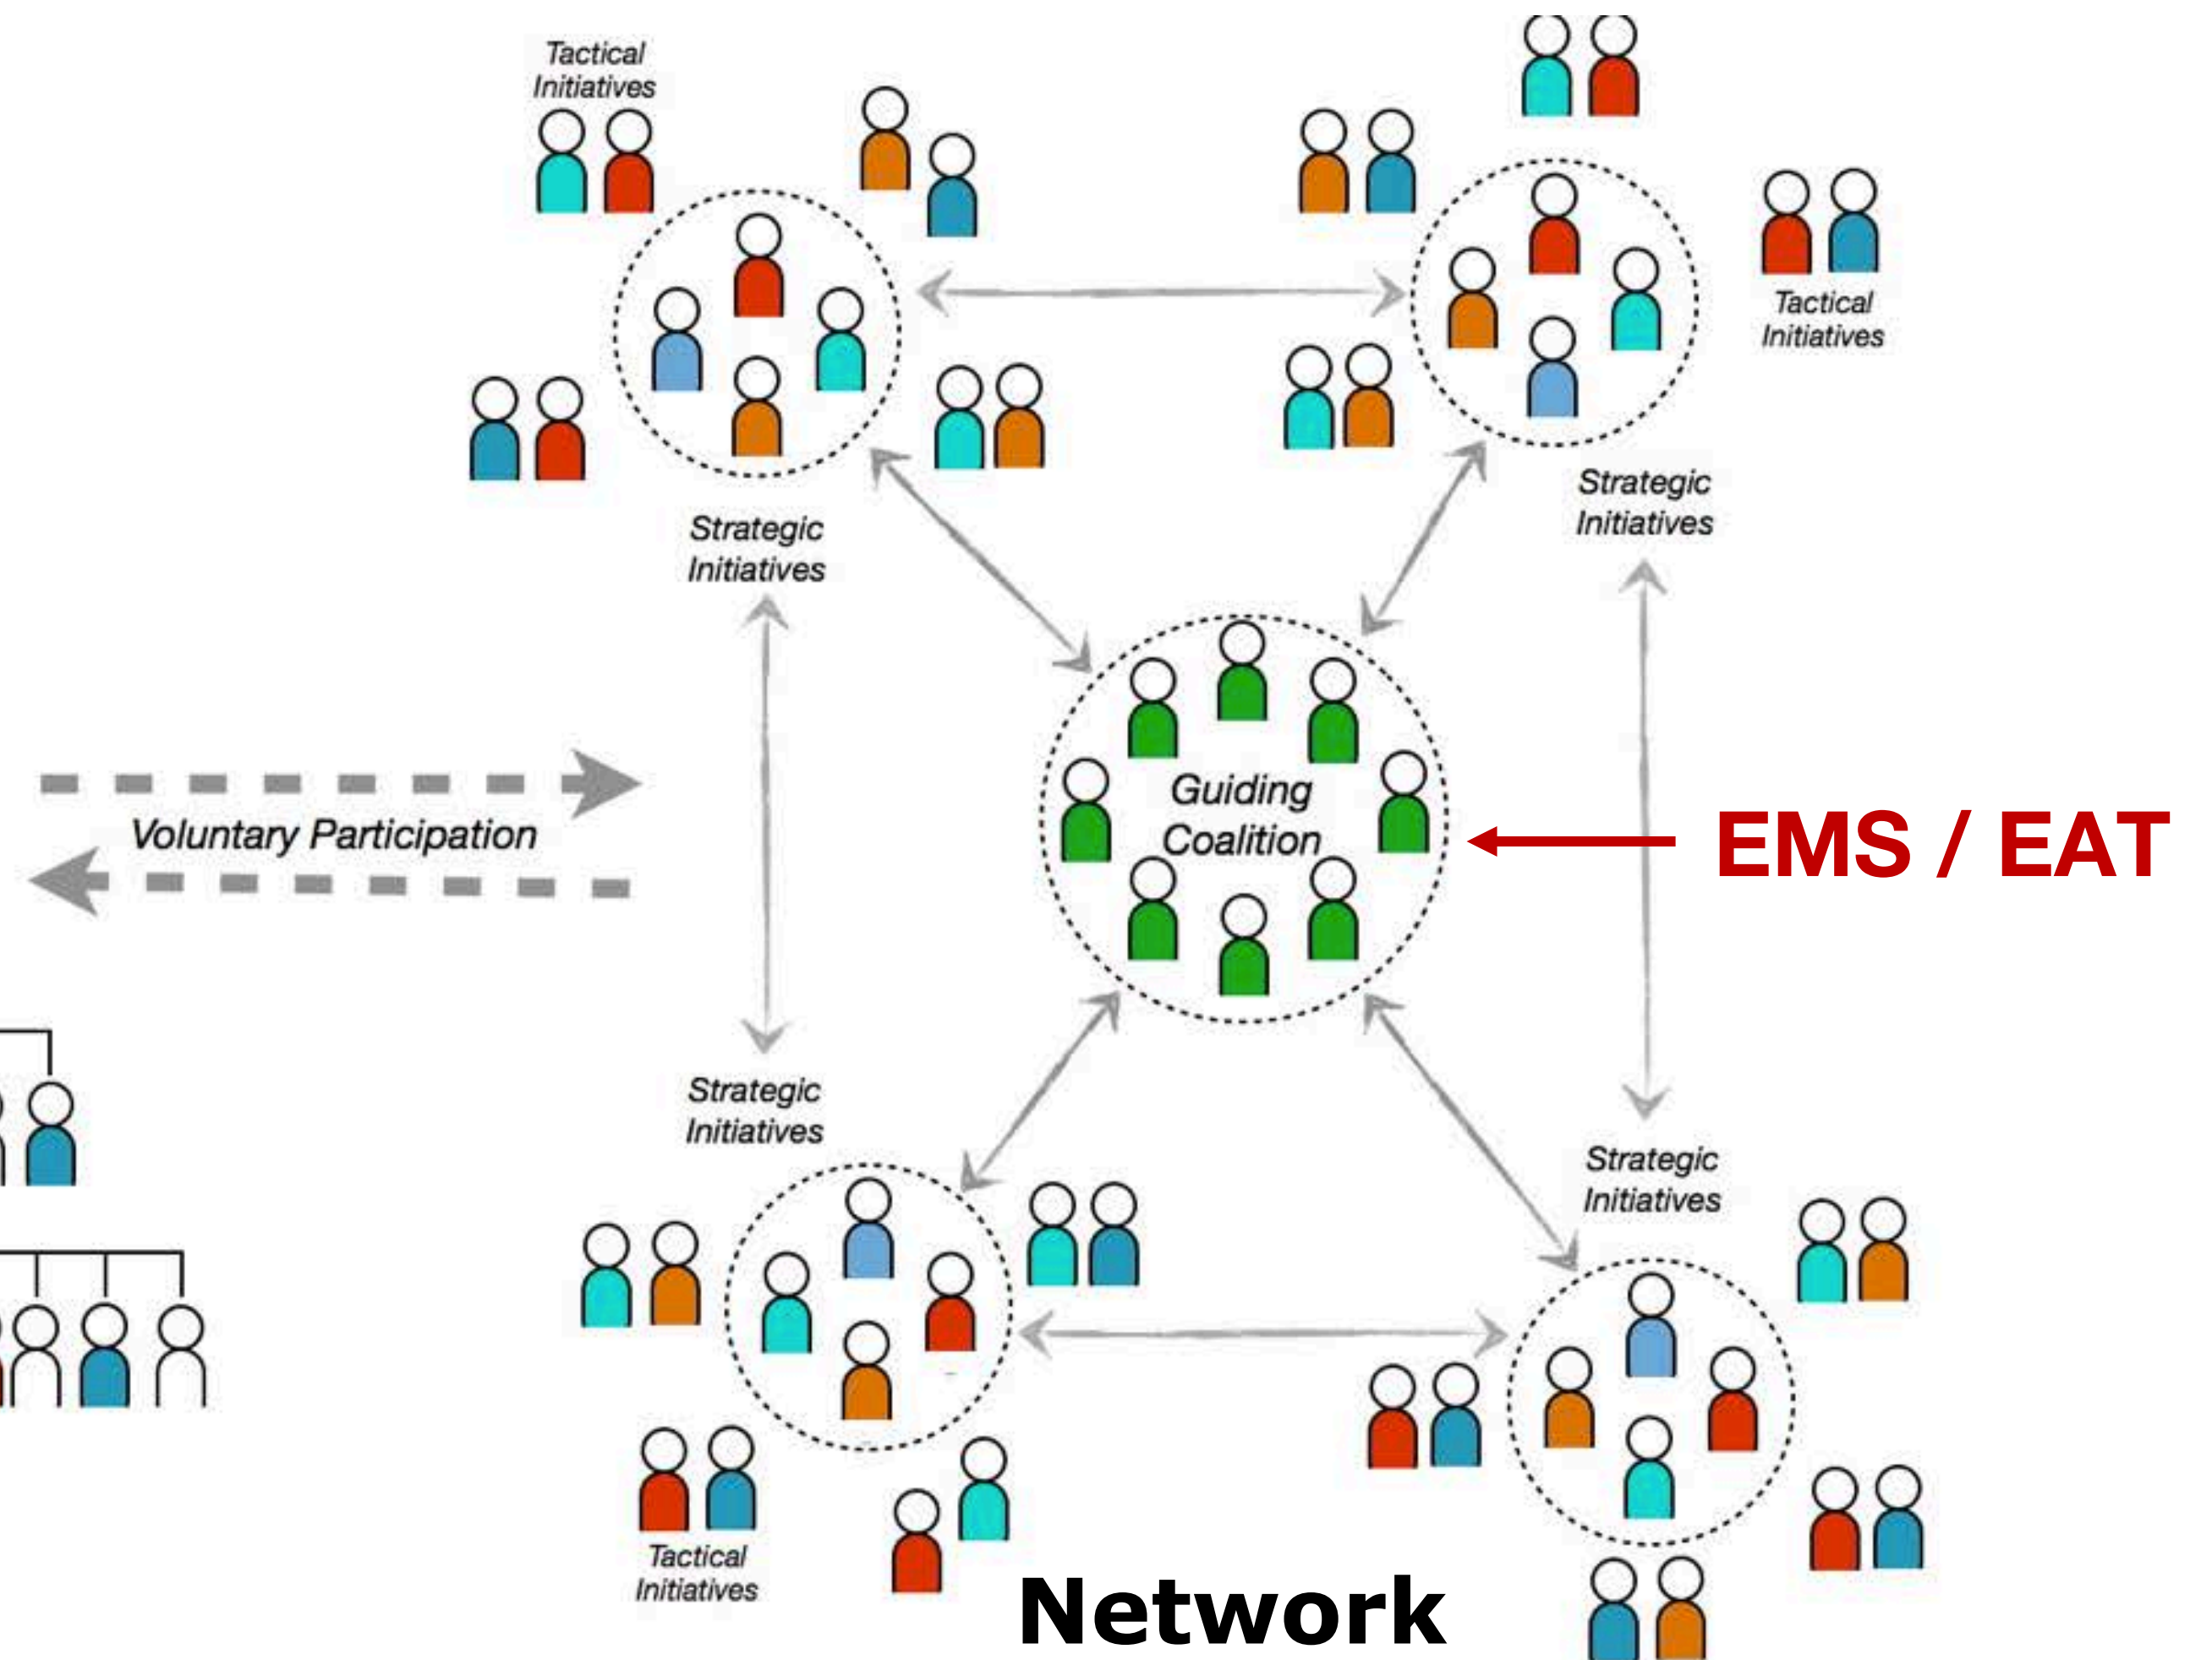 Tactical
Initiatives
Tactical
Initiatives
Strategic
Initiatives
Strategic
Initiatives
Guiding
Coalition
Voluntary Participation
EMS / EAT
Strategic
Initiatives
Strategic
Initiatives
Tactical
Initiatives
Network